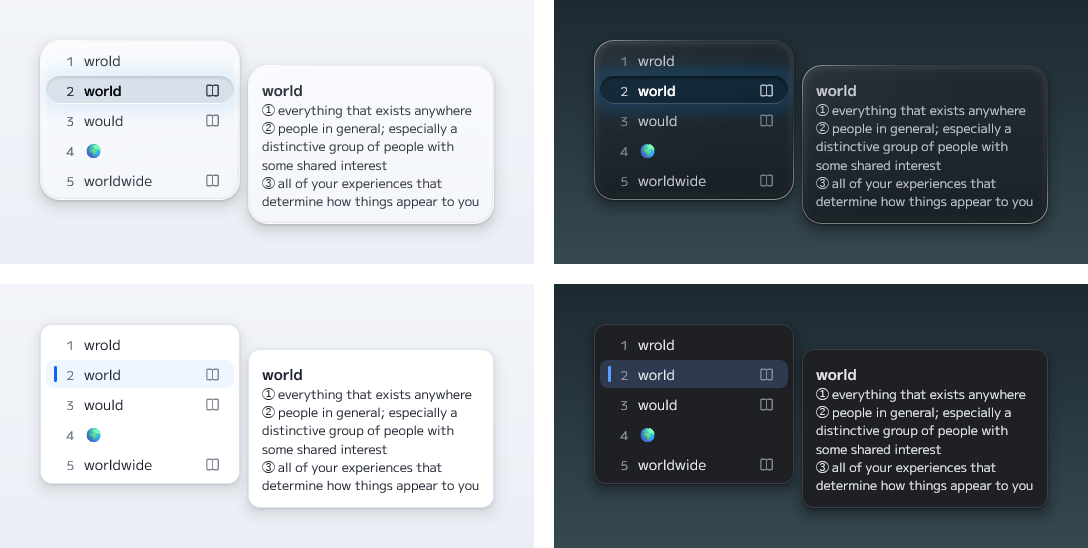 1 wrold
2 world
3 would
4
5 worldwide
world
① everything that exists anywhere
② people in general; especially a
distinctive group of people with
some shared interest
③ all of your experiences that
determine how things appear to you
1 wrold
2 world
3 would
4
5 worldwide
world
① everything that exists anywhere
② people in general; especially a
distinctive group of people with
some shared interest
③ all of your experiences that
determine how things appear to you
1 wrold
2 world
3 would
4
5 worldwide
world
① everything that exists anywhere
② people in general; especially a
distinctive group of people with
some shared interest
③ all of your experiences that
determine how things appear to you
1 wrold
2 world
3 would
4
5 worldwide
world
① everything that exists anywhere
② people in general; especially a
distinctive group of people with
some shared interest
③ all of your experiences that
determine how things appear to you